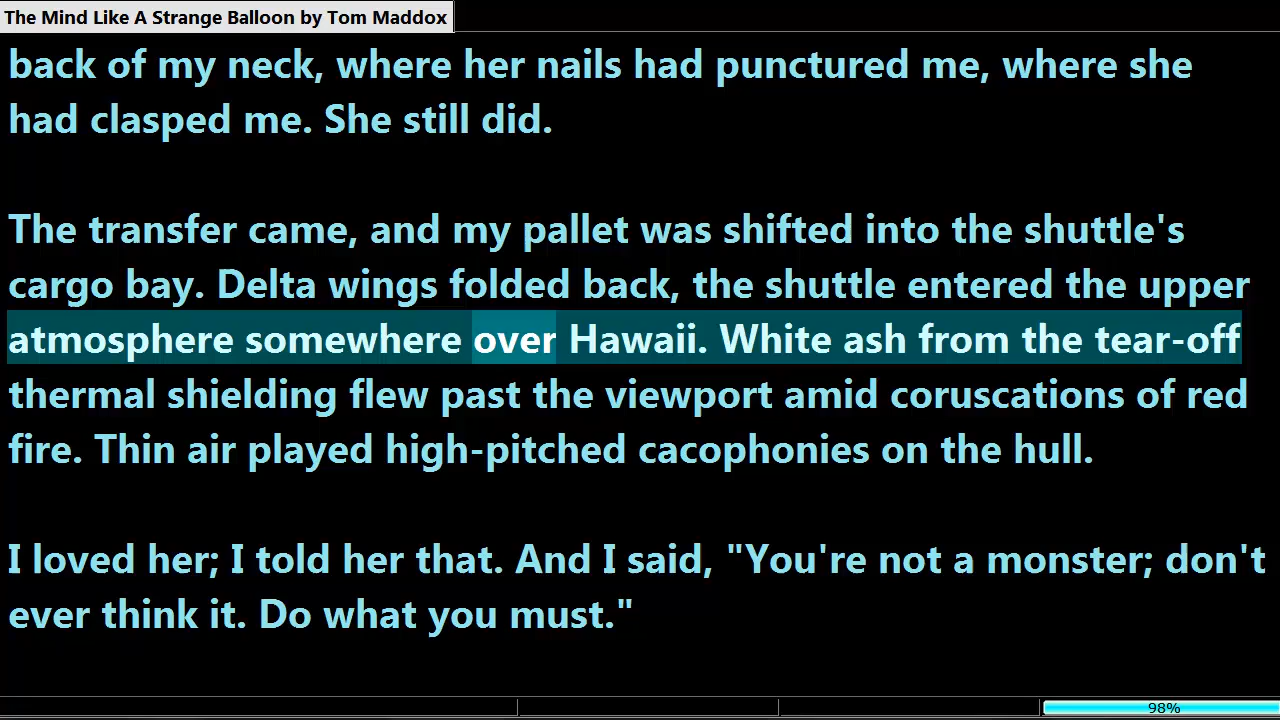 The Mind Like A Strange Balloon by Tom Maddox
back of my neck, where her nails had punctured me, where she
had clasped me. She still did.
The transfer came, and my pallet was shifted into the shuttle's
cargo bay. Delta wings folded back, the shuttle entered the upper
atmosphere somewhere over Hawaii. White ash from the tear-off
thermal shielding flew past the viewport amid coruscations of red
fire. Thin air played high-pitched cacophonies on the hull.
I loved her; I told her that. And I said, "You're not a monster; don't
ever think it. Do what you must."
98%